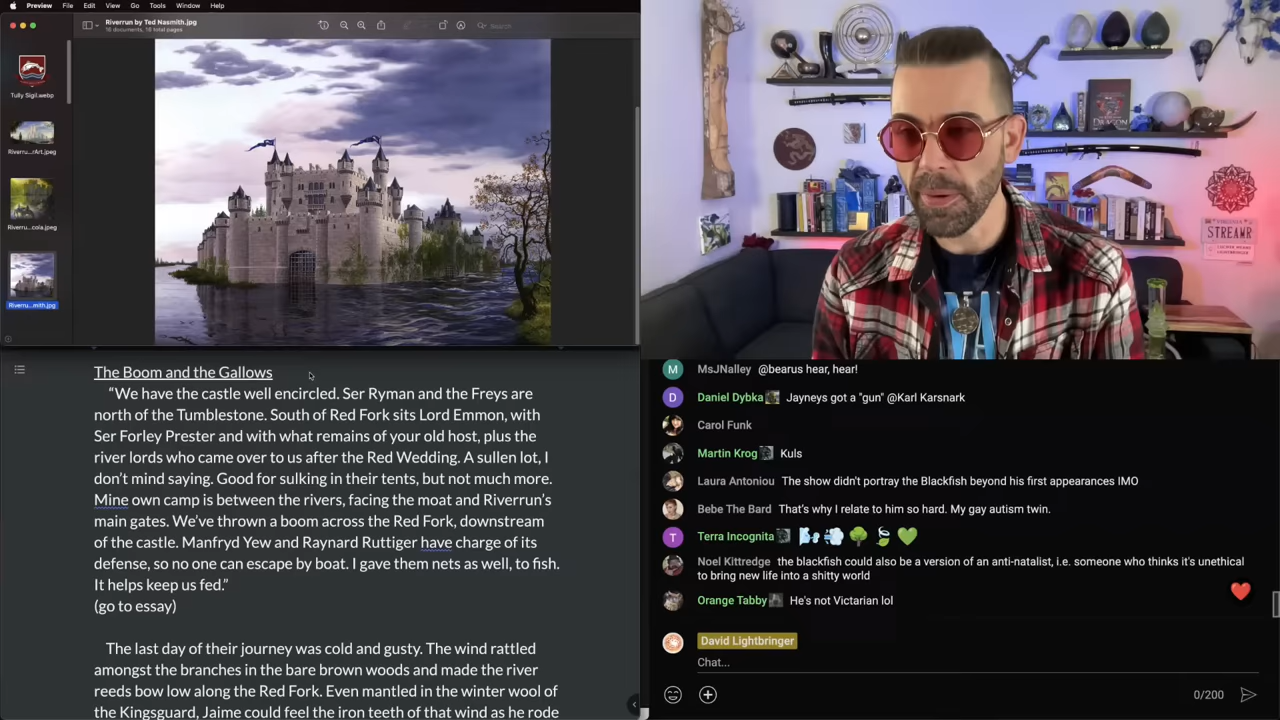 Preview File Edit View Go Tools Window Help
Riverrun by Ted Nasmith.jpg
16 documents, 16 total pages
Search
Tully Sigil.webp
Riverru...rArt.jpeg
Riverru...cola.jpeg
Riverru...mith.jpg
The Boom and the Gallows
“We have the castle well encircled. Ser Ryman and the Freys are
north of the Tumblestone. South of Red Fork sits Lord Emmon, with
Ser Forley Prester and with what remains of your old host, plus the
river lords who came over to us after the Red Wedding. A sullen lot, I
don’t mind saying. Good for sulking in their tents, but not much more.
Mine own camp is between the rivers, facing the moat and Riverrun’s
main gates. We’ve thrown a boom across the Red Fork, downstream
of the castle. Manfryd Yew and Raynard Ruttiger have charge of its
defense, so no one can escape by boat. I gave them nets as well, to fish.
It helps keep us fed.”
(go to essay)
The last day of their journey was cold and gusty. The wind rattled
amongst the branches in the bare brown woods and made the river
reeds bow low along the Red Fork. Even mantled in the winter wool of
the Kingsguard, Jaime could feel the iron teeth of that wind as he rode
DRAGON
STREAMR
LUCIFER MEANS
LIGHTBRINGER
M MsJNalley @bearus hear, hear!
D Daniel Dybka Jayneys got a "gun" @Karl Karsnark
Carol Funk
Martin Krog Kuls
Laura Antoniou The show didn't portray the Blackfish beyond his first appearances IMO
Bebe The Bard That's why I relate to him so hard. My gay autism twin.
T Terra Incognita 🌬️💨🌳🍃💚
Noel Kittredge the blackfish could also be a version of an anti-natalist, i.e. someone who thinks it's unethical
to bring new life into a shitty world
Orange Tabby He's not Victarian lol
David Lightbringer
Chat...
0/200